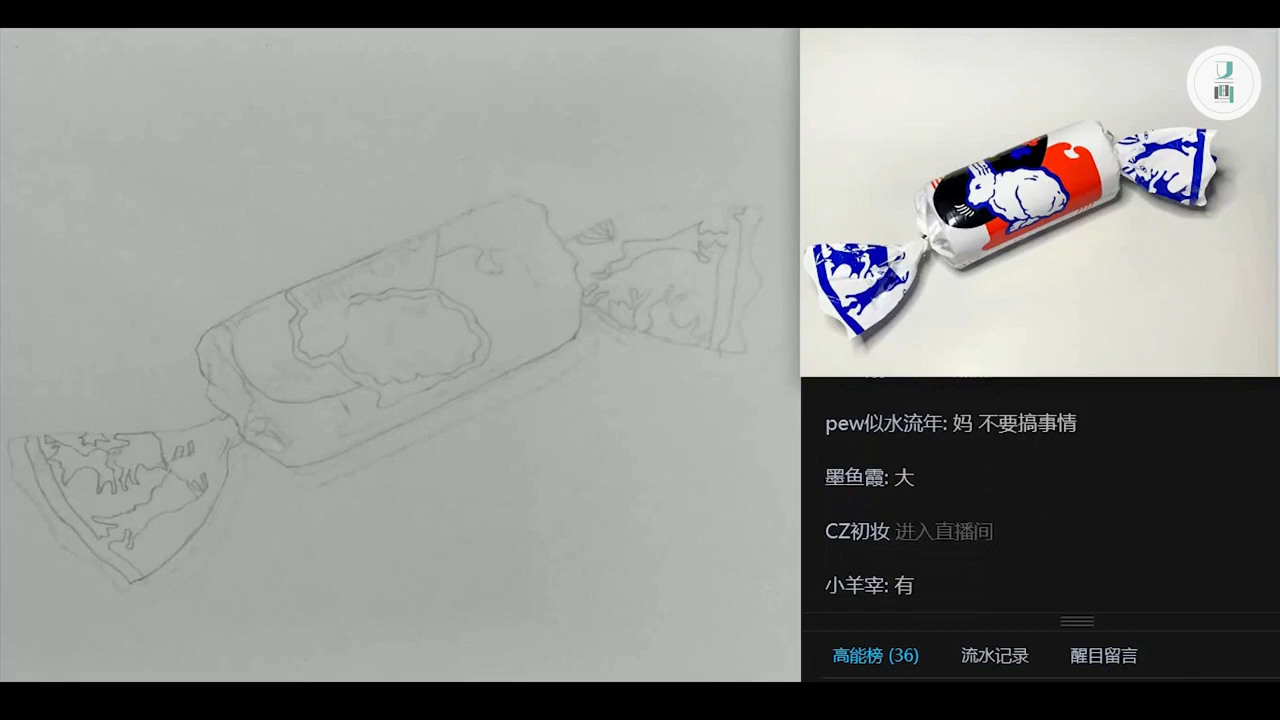 pew似水流年: 妈 不要搞事情
墨鱼霞: 大
CZ初妆 进入直播间
小羊宰: 有
高能榜 (36) 流水记录 醒目留言